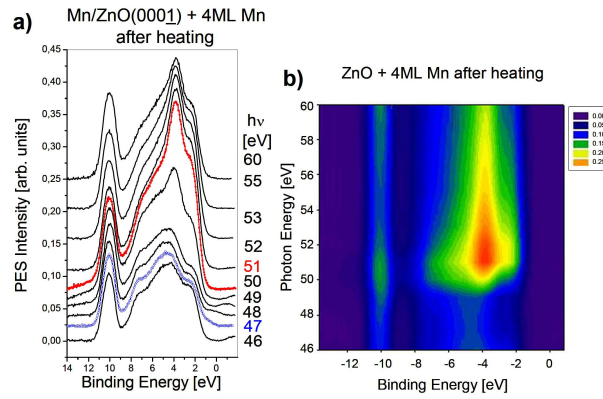 a)
Mn/ZnO(0001) + 4ML Mn
after heating
0,45
0,40
0,35
0,30
0,25
0,20
0,15
0,10
0,05
0,00
PES Intensity [arb. units]
14 12 10 8 6 4 2 0
Binding Energy [eV]
hν
[eV]
60
55
53
52
51
50
49
48
47
46
b)
ZnO + 4ML Mn after heating
60
58
56
54
52
50
48
46
Photon Energy [eV]
-12 -10 -8 -6 -4 -2 0
Binding Energy [eV]